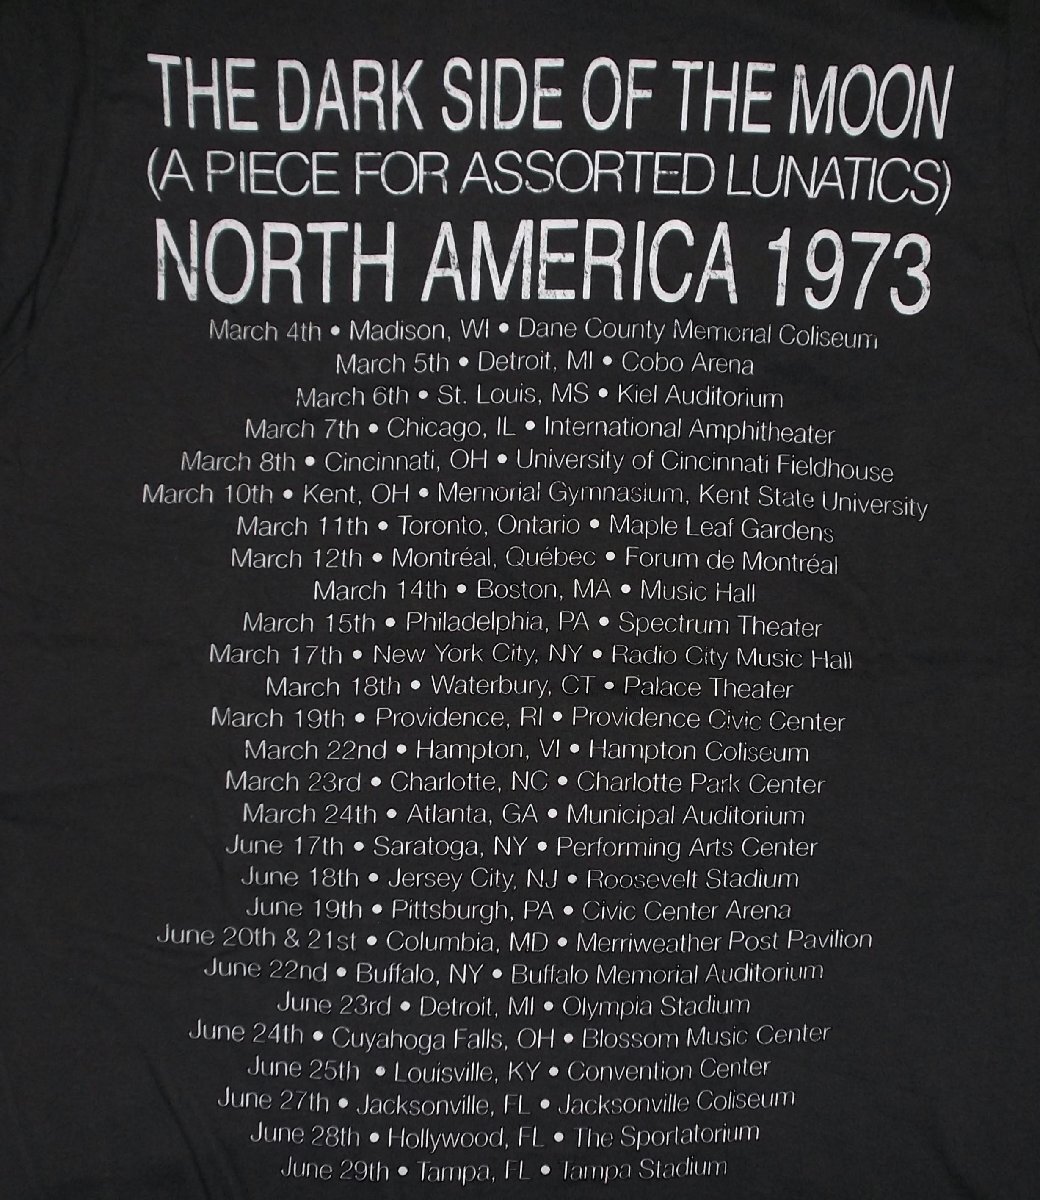 THE DARK SIDE OF THE MOON
(A PIECE FOR ASSORTED LUNATICS)
NORTH AMERICA 1973
March 4th • Madison, WI • Dane County Memorial Coliseum
March 5th • Detroit, MI • Cobo Arena
March 6th • St. Louis, MS • Kiel Auditorium
March 7th • Chicago, IL • International Amphitheater
March 8th • Cincinnati, OH • University of Cincinnati Fieldhouse
March 10th • Kent, OH • Memorial Gymnasium, Kent State University
March 11th • Toronto, Ontario • Maple Leaf Gardens
March 12th • Montréal, Québec • Forum de Montréal
March 14th • Boston, MA • Music Hall
March 15th • Philadelphia, PA • Spectrum Theater
March 17th • New York City, NY • Radio City Music Hall
March 18th • Waterbury, CT • Palace Theater
March 19th • Providence, RI • Providence Civic Center
March 22nd • Hampton, VI • Hampton Coliseum
March 23rd • Charlotte, NC • Charlotte Park Center
March 24th • Atlanta, GA • Municipal Auditorium
June 17th • Saratoga, NY • Performing Arts Center
June 18th • Jersey City, NJ • Roosevelt Stadium
June 19th • Pittsburgh, PA • Civic Center Arena
June 20th & 21st • Columbia, MD • Merriweather Post Pavilion
June 22nd • Buffalo, NY • Buffalo Memorial Auditorium
June 23rd • Detroit, MI • Olympia Stadium
June 24th • Cuyahoga Falls, OH • Blossom Music Center
June 25th • Louisville, KY • Convention Center
June 27th • Jacksonville, FL • Jacksonville Coliseum
June 28th • Hollywood, FL • The Sportatorium
June 29th • Tampa, FL • Tampa Stadium